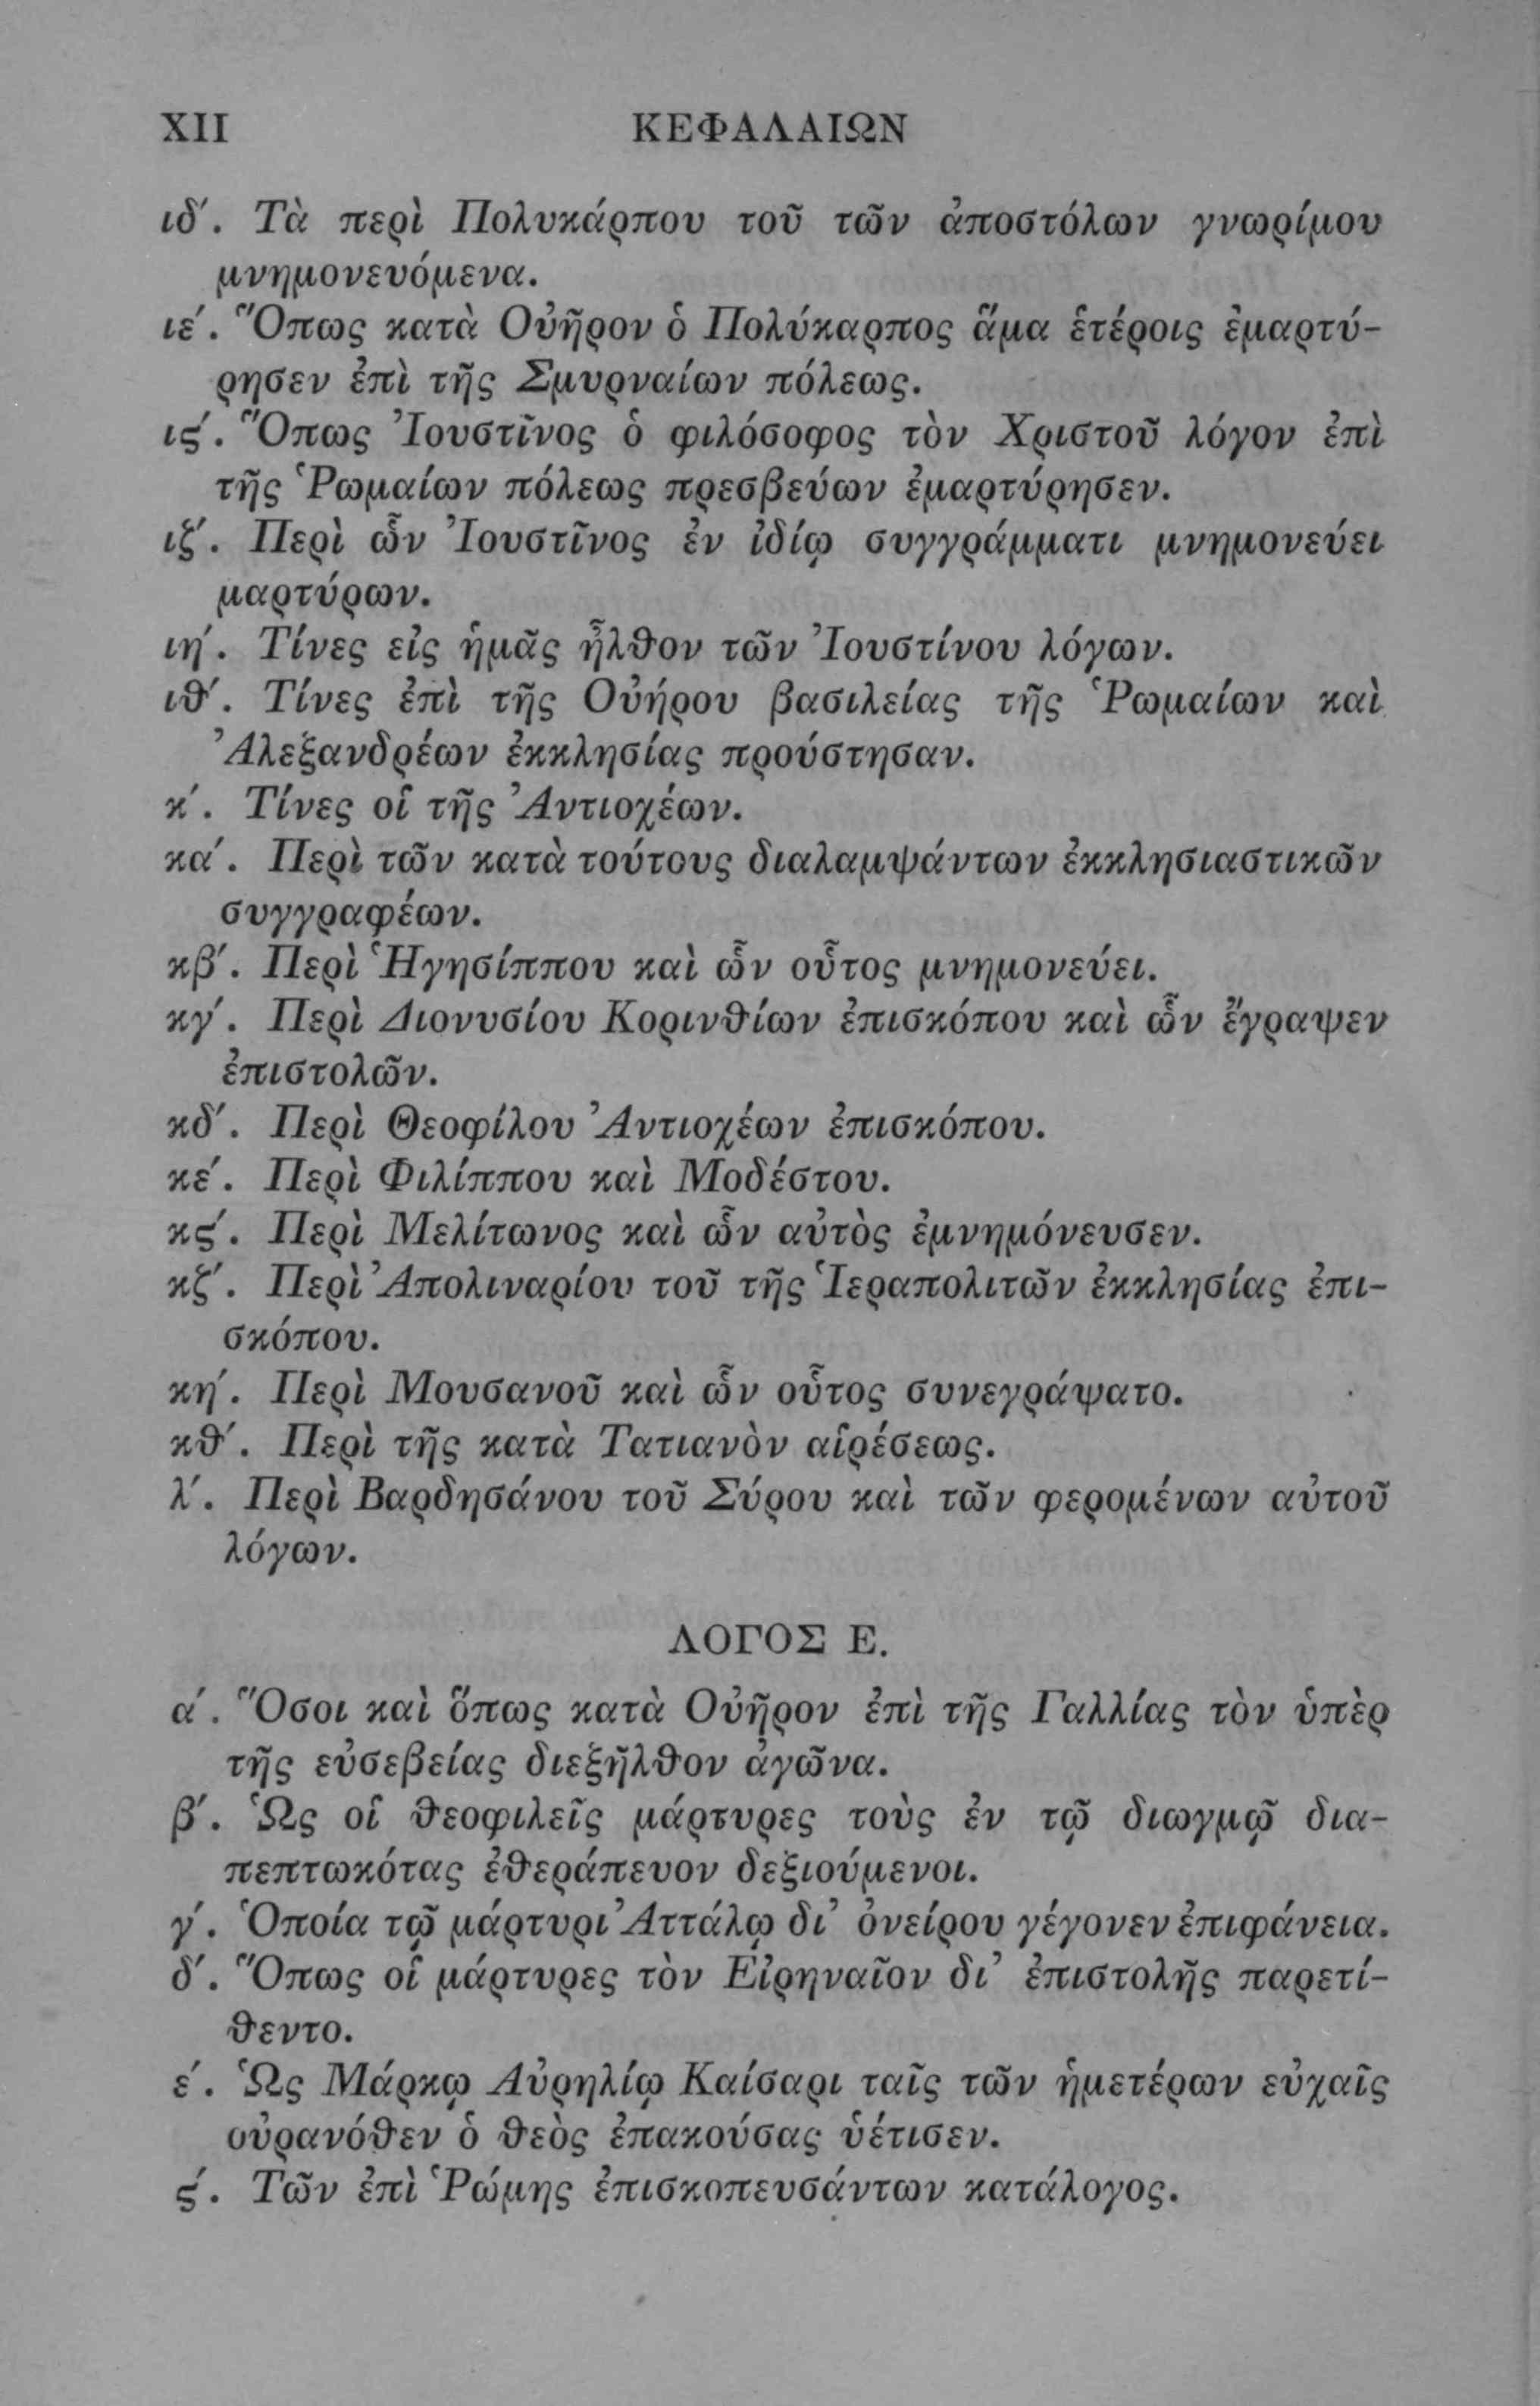 XII ΚΕΦΑΛΑΙΩΝ
ιδ′. Τὰ περὶ Πολυκάρπου τοῦ τῶν ἀποστόλων γνωρίμου
μνημονευόμενα.
ιε′. Ὅπως κατὰ Οὐῆρον ὁ Πολύκαρπος ἅμα ἑτέροις ἐμαρτύ-
ρησεν ἐπὶ τῆς Σμυρναίων πόλεως.
ις′. Ὅπως Ἰουστῖνος ὁ φιλόσοφος τὸν Χριστοῦ λόγον ἐπὶ
τῆς Ῥωμαίων πόλεως πρεσβεύων ἐμαρτύρησεν.
ιζ′. Περὶ ὧν Ἰουστῖνος ἐν ἰδίῳ συγγράμματι μνημονεύει
μαρτύρων.
ιη′. Τίνες εἰς ἡμᾶς ἦλθον τῶν Ἰουστίνου λόγων.
ιθ′. Τίνες ἐπὶ τῆς Οὐήρου βασιλείας τῆς Ῥωμαίων καὶ
Ἀλεξανδρέων ἐκκλησίας προύστησαν.
κ′. Τίνες οἱ τῆς Ἀντιοχέων.
κα′. Περὶ τῶν κατὰ τούτους διαλαμψάντων ἐκκλησιαστικῶν
συγγραφέων.
κβ′. Περὶ Ἡγησίππου καὶ ὧν οὗτος μνημονεύει.
κγ′. Περὶ Διονυσίου Κορινθίων ἐπισκόπου καὶ ὧν ἔγραψεν
ἐπιστολῶν.
κδ′. Περὶ Θεοφίλου Ἀντιοχέων ἐπισκόπου.
κε′. Περὶ Φιλίππου καὶ Μοδέστου.
κς′. Περὶ Μελίτωνος καὶ ὧν αὐτὸς ἐμνημόνευσεν.
κζ′. Περὶ Ἀπολιναρίου τοῦ τῆς Ἱεραπολιτῶν ἐκκλησίας ἐπι-
σκόπου.
κη′. Περὶ Μουσανοῦ καὶ ὧν οὗτος συνεγράψατο.
κθ′. Περὶ τῆς κατὰ Τατιανὸν αἱρέσεως.
λ′. Περὶ Βαρδησάνου τοῦ Σύρου καὶ τῶν φερομένων αὐτοῦ
λόγων.
ΛΟΓΟΣ Ε.
α′. Ὅσοι καὶ ὅπως κατὰ Οὐῆρον ἐπὶ τῆς Γαλλίας τὸν ὑπὲρ
τῆς εὐσεβείας διεξῆλθον ἀγῶνα.
β′. Ὡς οἱ θεοφιλεῖς μάρτυρες τοὺς ἐν τῷ διωγμῷ δια-
πεπτωκότας ἐθεράπευον δεξιούμενοι.
γ′. Ὁποία τῷ μάρτυρι Ἀττάλῳ δι’ ὀνείρου γέγονεν ἐπιφάνεια.
δ′. Ὅπως οἱ μάρτυρες τὸν Εἰρηναῖον δι’ ἐπιστολῆς παρετί-
θεντο.
ε′. Ὡς Μάρκῳ Αὐρηλίῳ Καίσαρι ταῖς τῶν ἡμετέρων εὐχαῖς
οὐρανόθεν ὁ θεὸς ἐπακούσας ὑέτισεν.
ς′. Τῶν ἐπὶ Ῥώμης ἐπισκοπευσάντων κατάλογος.